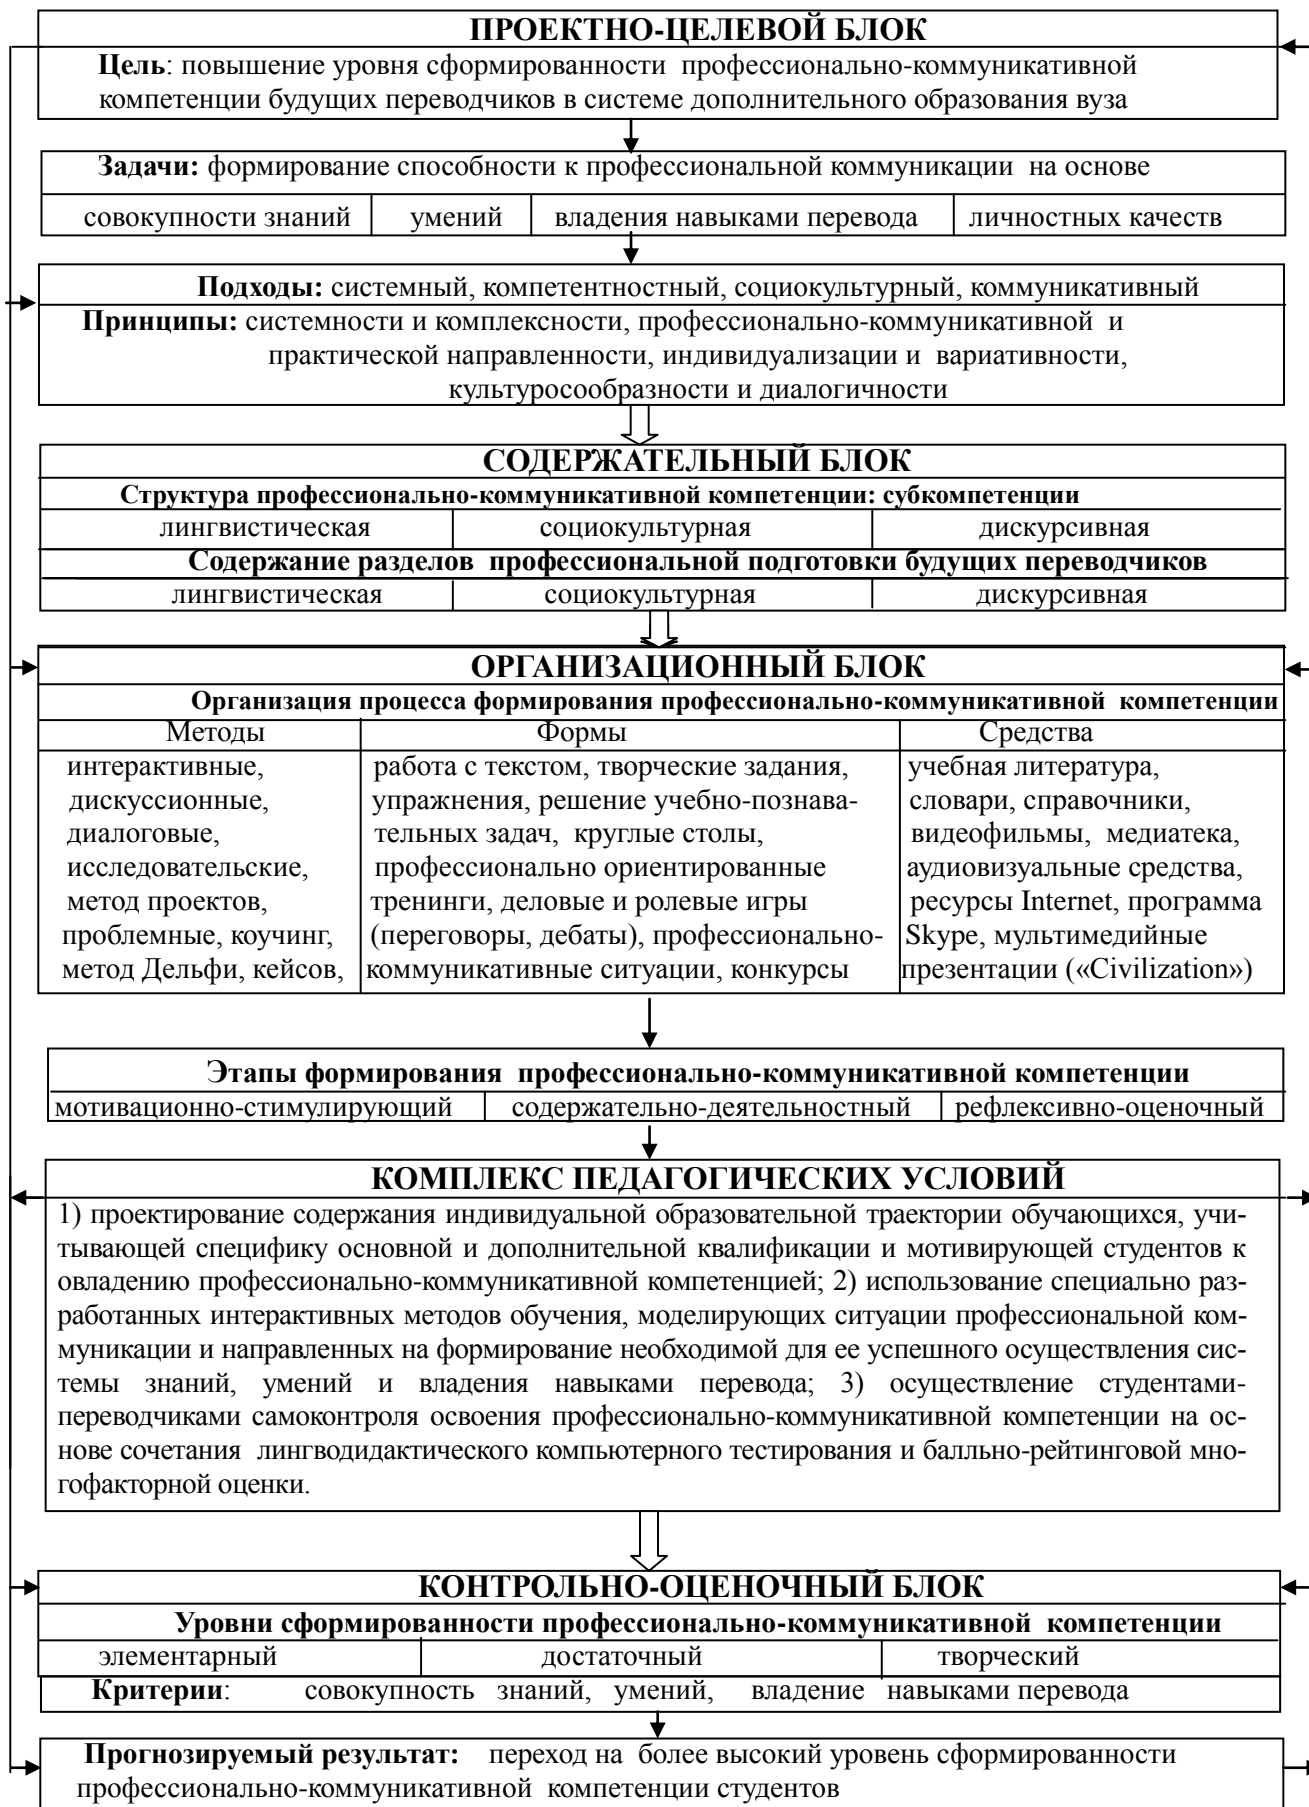 ПРОЕКТНО-ЦЕЛЕВОЙ БЛОК
Цель: повышение уровня сформированности профессионально-коммуникативной
компетенции будущих переводчиков в системе дополнительного образования вуза
Задачи: формирование способности к профессиональной коммуникации на основе
совокупности знаний умений владения навыками перевода личностных качеств
Подходы: системный, компетентностный, социокультурный, коммуникативный
Принципы: системности и комплексности, профессионально-коммуникативной и
практической направленности, индивидуализации и вариативности,
культуросообразности и диалогичности
СОДЕРЖАТЕЛЬНЫЙ БЛОК
Структура профессионально-коммуникативной компетенции: субкомпетенции
лингвистическая социокультурная дискурсивная
Содержание разделов профессиональной подготовки будущих переводчиков
лингвистическая социокультурная дискурсивная
ОРГАНИЗАЦИОННЫЙ БЛОК
Организация процесса формирования профессионально-коммуникативной компетенции
Методы Формы Средства
интерактивные,
дискуссионные,
диалоговые,
исследовательские,
метод проектов,
проблемные, коучинг,
метод Дельфи, кейсов,
работа с текстом, творческие задания,
упражнения, решение учебно-познава-
тельных задач, круглые столы,
профессионально ориентированные
тренинги, деловые и ролевые игры
(переговоры, дебаты), профессионально-
коммуникативные ситуации, конкурсы
учебная литература,
словари, справочники,
видеофильмы, медиатека,
аудиовизуальные средства,
ресурсы Internet, программа
Skype, мультимедийные
презентации («Civilization»)
Этапы формирования профессионально-коммуникативной компетенции
мотивационно-стимулирующий содержательно-деятельностный рефлексивно-оценочный
КОМПЛЕКС ПЕДАГОГИЧЕСКИХ УСЛОВИЙ
1) проектирование содержания индивидуальной образовательной траектории обучающихся, учи-
тывающей специфику основной и дополнительной квалификации и мотивирующей студентов к
овладению профессионально-коммуникативной компетенцией; 2) использование специально раз-
работанных интерактивных методов обучения, моделирующих ситуации профессиональной ком-
муникации и направленных на формирование необходимой для ее успешного осуществления сис-
темы знаний, умений и владения навыками перевода; 3) осуществление студентами-
переводчиками самоконтроля освоения профессионально-коммуникативной компетенции на ос-
нове сочетания лингводидактического компьютерного тестирования и балльно-рейтинговой мно-
гофакторной оценки.
КОНТРОЛЬНО-ОЦЕНОЧНЫЙ БЛОК
Уровни сформированности профессионально-коммуникативной компетенции
элементарный достаточный творческий
Критерии: совокупность знаний, умений, владение навыками перевода
Прогнозируемый результат: переход на более высокий уровень сформированности
профессионально-коммуникативной компетенции студентов